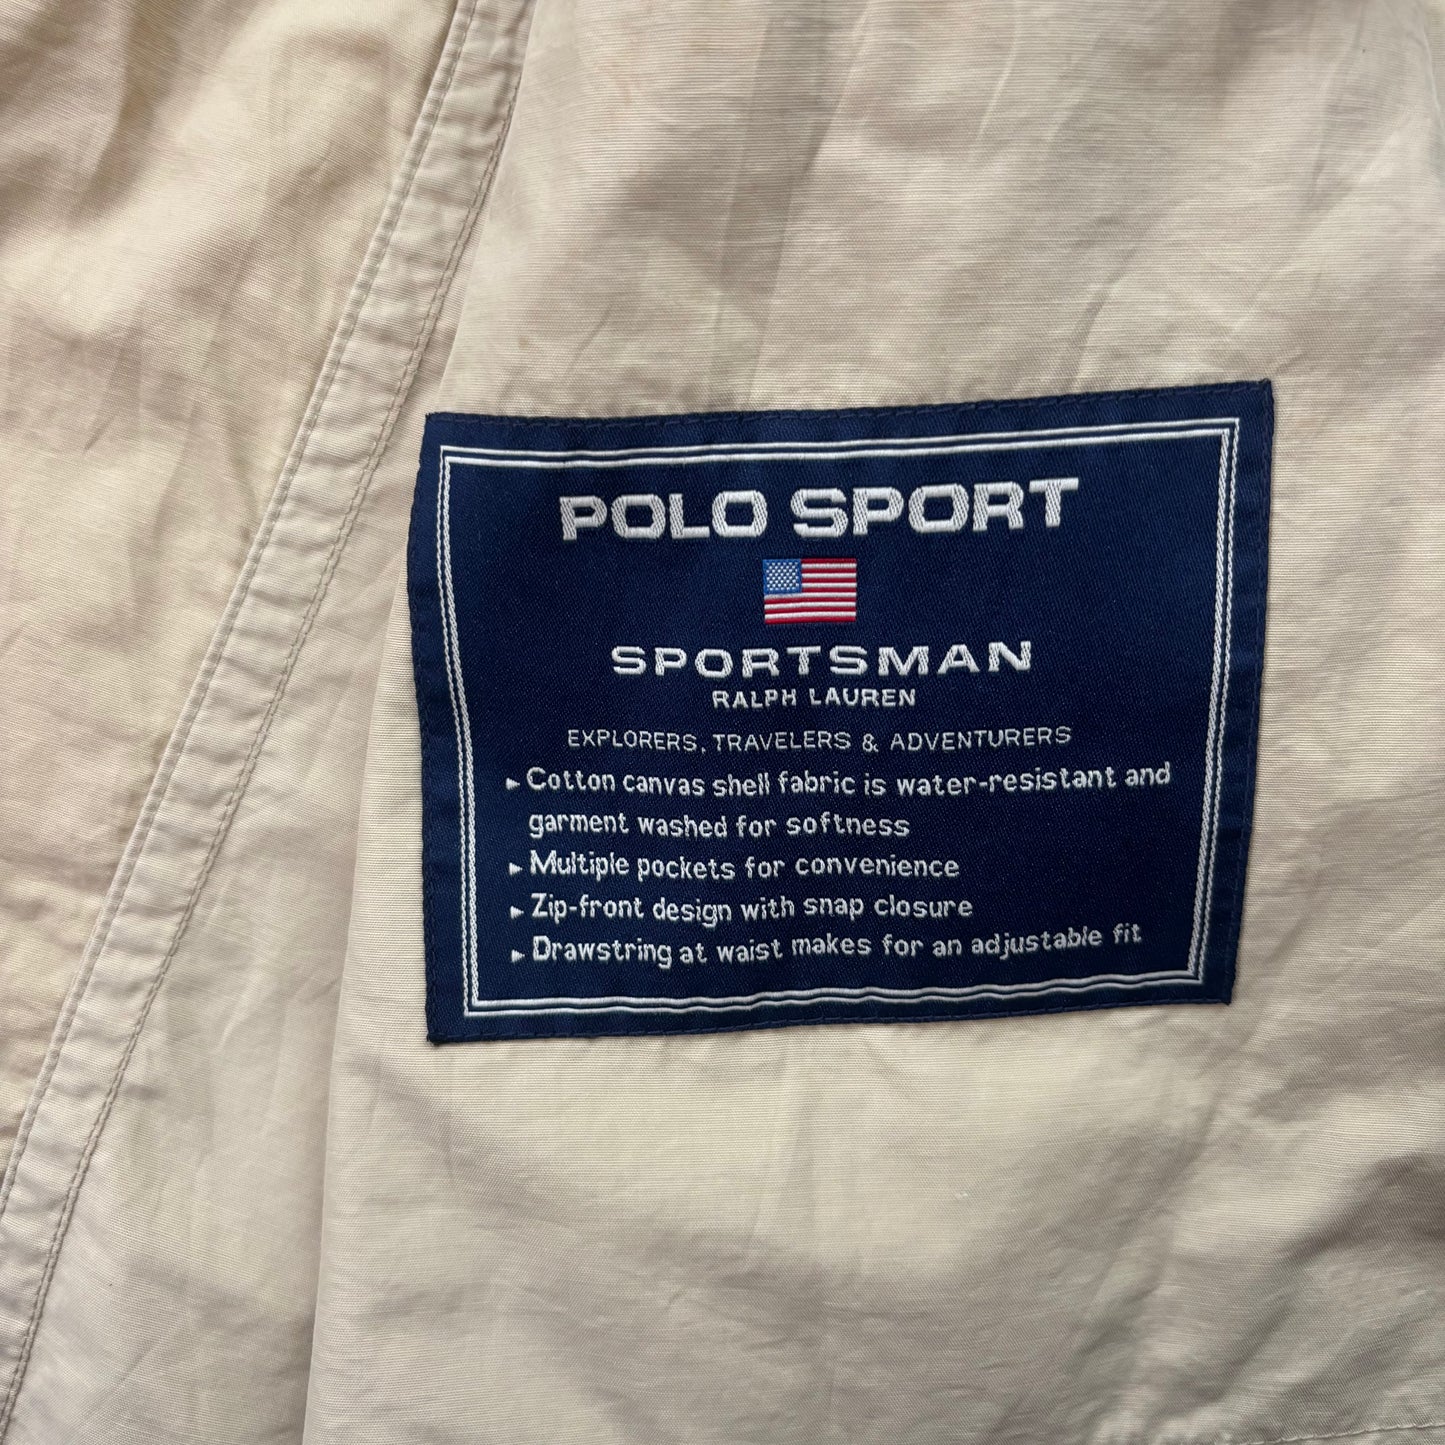 POLO SPORT
SPORTSMAN
RALPH LAUREN
EXPLORERS, TRAVELERS & ADVENTURERS
▸ Cotton canvas shell fabric is water-resistant and
garment washed for softness
▸ Multiple pockets for convenience
▸ Zip-front design with snap closure
▸ Drawstring at waist makes for an adjustable fit